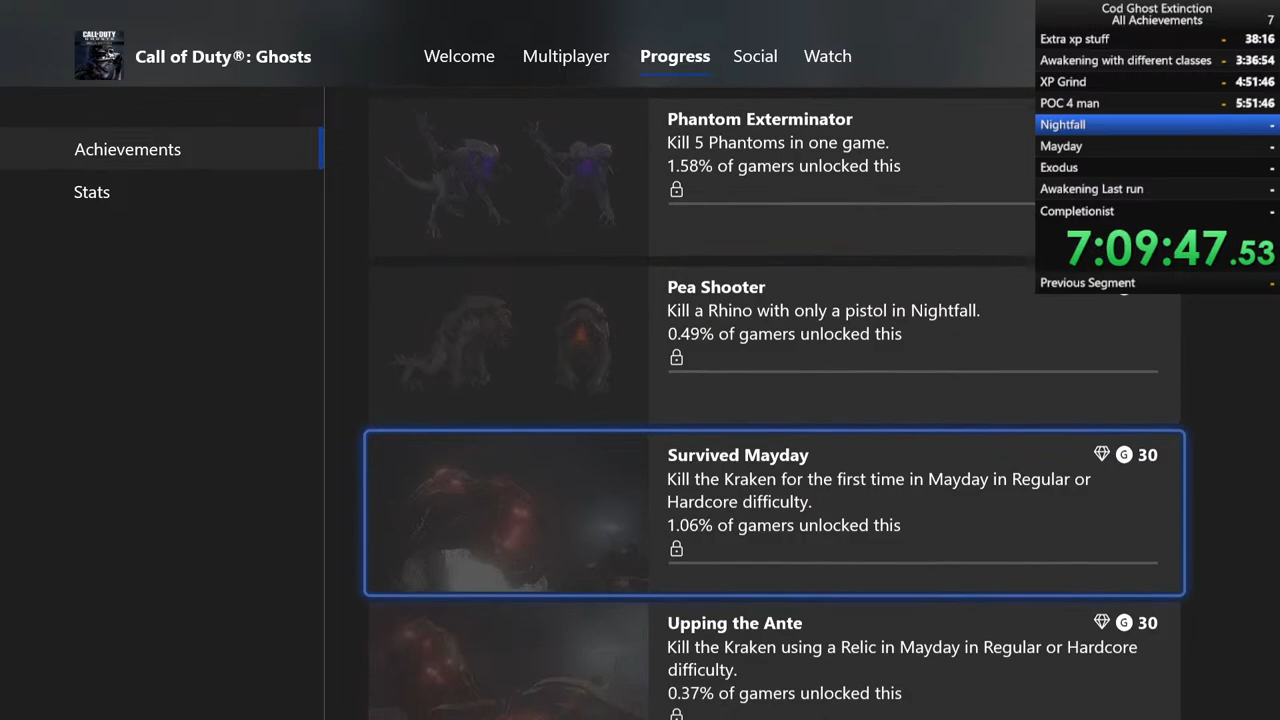 CALL OF DUTY
GHOSTS
Call of Duty®: Ghosts
Welcome
Multiplayer
Progress
Social
Watch
Achievements
Stats
Phantom Exterminator
Kill 5 Phantoms in one game.
1.58% of gamers unlocked this
Pea Shooter
Kill a Rhino with only a pistol in Nightfall.
0.49% of gamers unlocked this
Survived Mayday
G 30
Kill the Kraken for the first time in Mayday in Regular or
Hardcore difficulty.
1.06% of gamers unlocked this
Upping the Ante
G 30
Kill the Kraken using a Relic in Mayday in Regular or Hardcore
difficulty.
0.37% of gamers unlocked this
Cod Ghost Extinction
All Achievements 7
Extra xp stuff - 38:16
Awakening with different classes - 3:36:54
XP Grind - 4:51:46
POC 4 man - 5:51:46
Nightfall -
Mayday -
Exodus -
Awakening Last run -
Completionist -
7:09:47.53
Previous Segment -